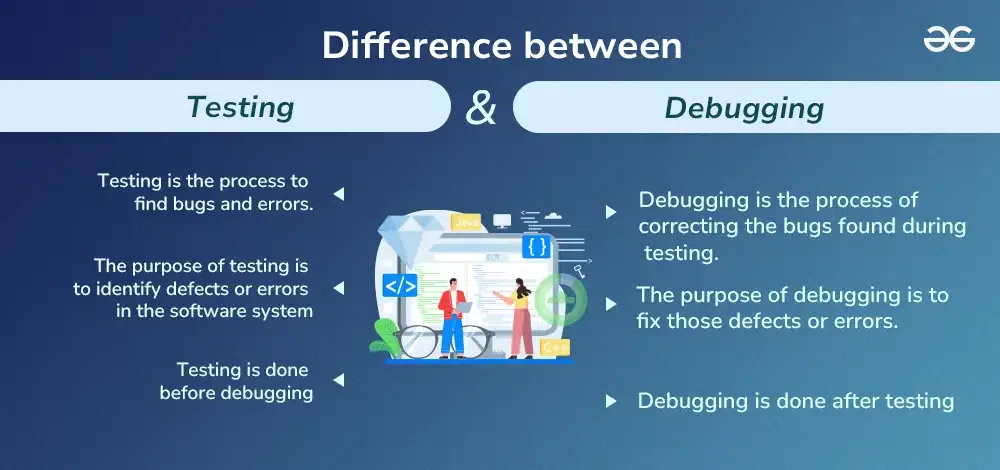 Difference between
Testing
&
Debugging
Testing is the process to
find bugs and errors.
The purpose of testing is
to identify defects or errors
in the software system
Testing is done
before debugging
Java
{ }
</>
C++
Debugging is the process of
correcting the bugs found during
testing.
The purpose of debugging is to
fix those defects or errors.
Debugging is done after testing